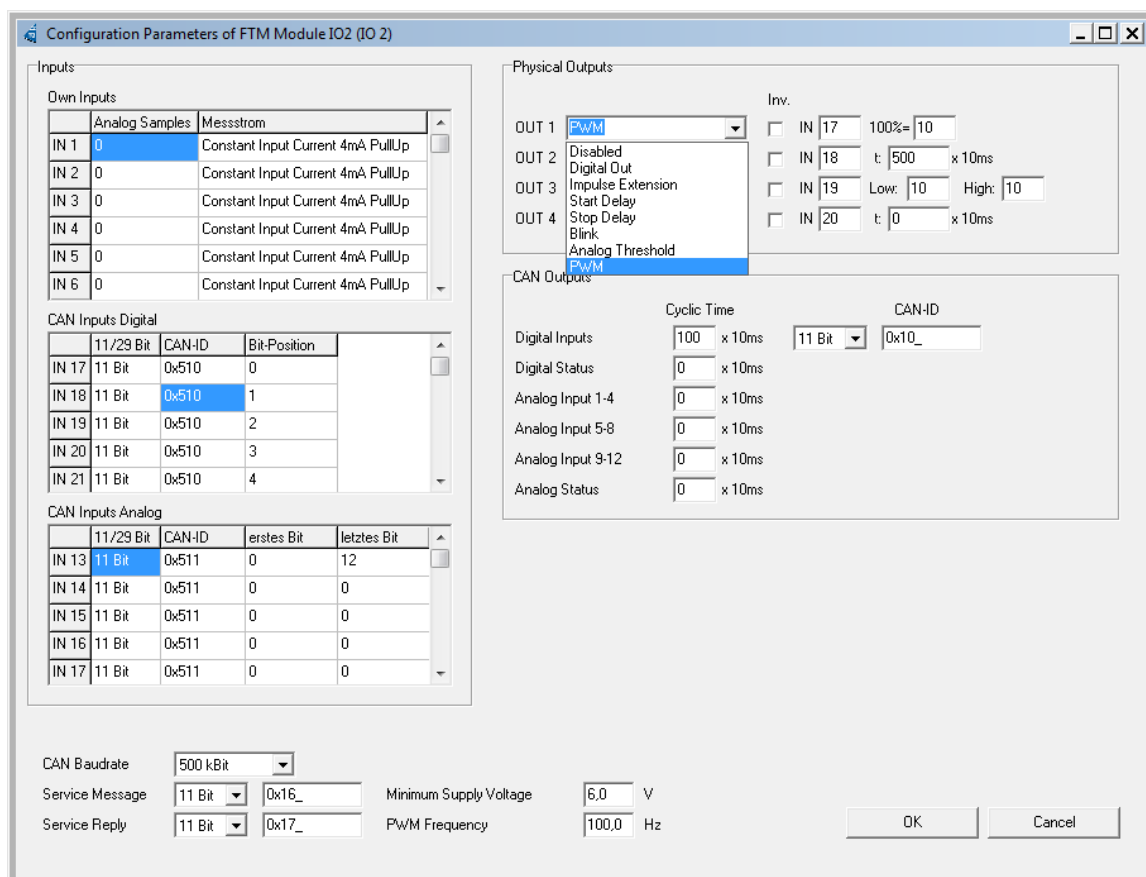 Configuration Parameters of FTM Module IO2 (IO 2)
Inputs
Own Inputs
Analog Samples Messstrom
IN 1 0 Constant Input Current 4mA PullUp
IN 2 0 Constant Input Current 4mA PullUp
IN 3 0 Constant Input Current 4mA PullUp
IN 4 0 Constant Input Current 4mA PullUp
IN 5 0 Constant Input Current 4mA PullUp
IN 6 0 Constant Input Current 4mA PullUp
CAN Inputs Digital
11/29 Bit CAN-ID Bit-Position
IN 17 11 Bit 0x510 0
IN 18 11 Bit 0x510 1
IN 19 11 Bit 0x510 2
IN 20 11 Bit 0x510 3
IN 21 11 Bit 0x510 4
CAN Inputs Analog
11/29 Bit CAN-ID erstes Bit letztes Bit
IN 13 11 Bit 0x511 0 12
IN 14 11 Bit 0x511 0 0
IN 15 11 Bit 0x511 0 0
IN 16 11 Bit 0x511 0 0
IN 17 11 Bit 0x511 0 0
Physical Outputs
Inv.
OUT 1 PWM IN 17 100%= 10
OUT 2 IN 18 t: 500 x 10ms
OUT 3 IN 19 Low: 10 High: 10
OUT 4 IN 20 t: 0 x 10ms
Disabled
Digital Out
Impulse Extension
Start Delay
Stop Delay
Blink
Analog Threshold
PWM
CAN Outputs
Cyclic Time CAN-ID
Digital Inputs 100 x 10ms 11 Bit 0x10_
Digital Status 0 x 10ms
Analog Input 1-4 0 x 10ms
Analog Input 5-8 0 x 10ms
Analog Input 9-12 0 x 10ms
Analog Status 0 x 10ms
CAN Baudrate 500 kBit
Service Message 11 Bit 0x16_ Minimum Supply Voltage 6,0 V
Service Reply 11 Bit 0x17_ PWM Frequency 100,0 Hz
OK Cancel